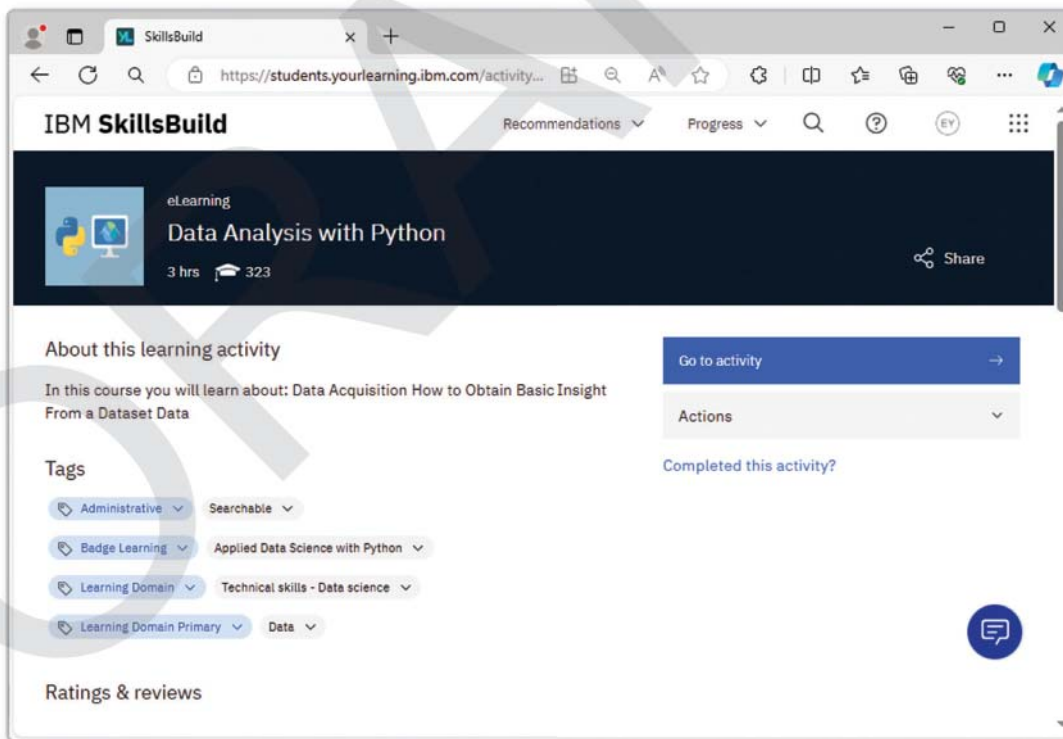 SkillsBuild
https://students.yourlearning.ibm.com/activity...
IBM SkillsBuild
Recommendations
Progress
EY
eLearning
Data Analysis with Python
3 hrs 323
Share
About this learning activity
In this course you will learn about: Data Acquisition How to Obtain Basic Insight
From a Dataset Data
Go to activity
Actions
Completed this activity?
Tags
Administrative Searchable
Badge Learning Applied Data Science with Python
Learning Domain Technical skills - Data science
Learning Domain Primary Data
Ratings & reviews